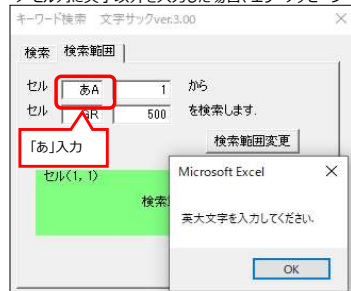 キーワード検索 文字サックver.3.00
検索 検索範囲
セル あA 1 から
セル GR 500 を検索します.
「あ」入力
検索範囲変更
セル(1, 1)
検索
Microsoft Excel
英大文字を入力してください.
OK